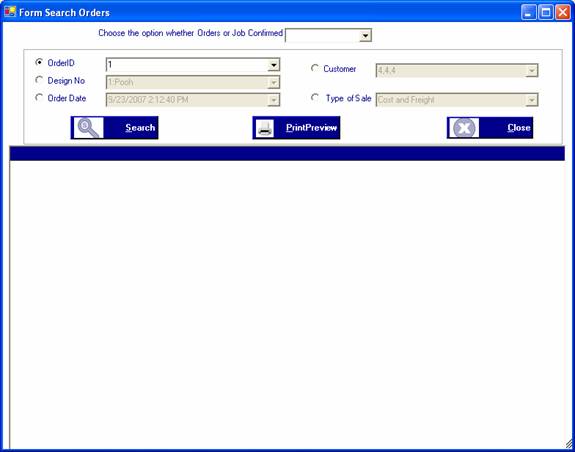 Form Search Orders
Choose the option whether Orders or Job Confirmed
OrderID 1
Customer 4,4,4
Design No 1:Pooh
Order Date 9/23/2007 2:12:40 PM
Type of Sale Cost and Freight
Search PrintPreview Close